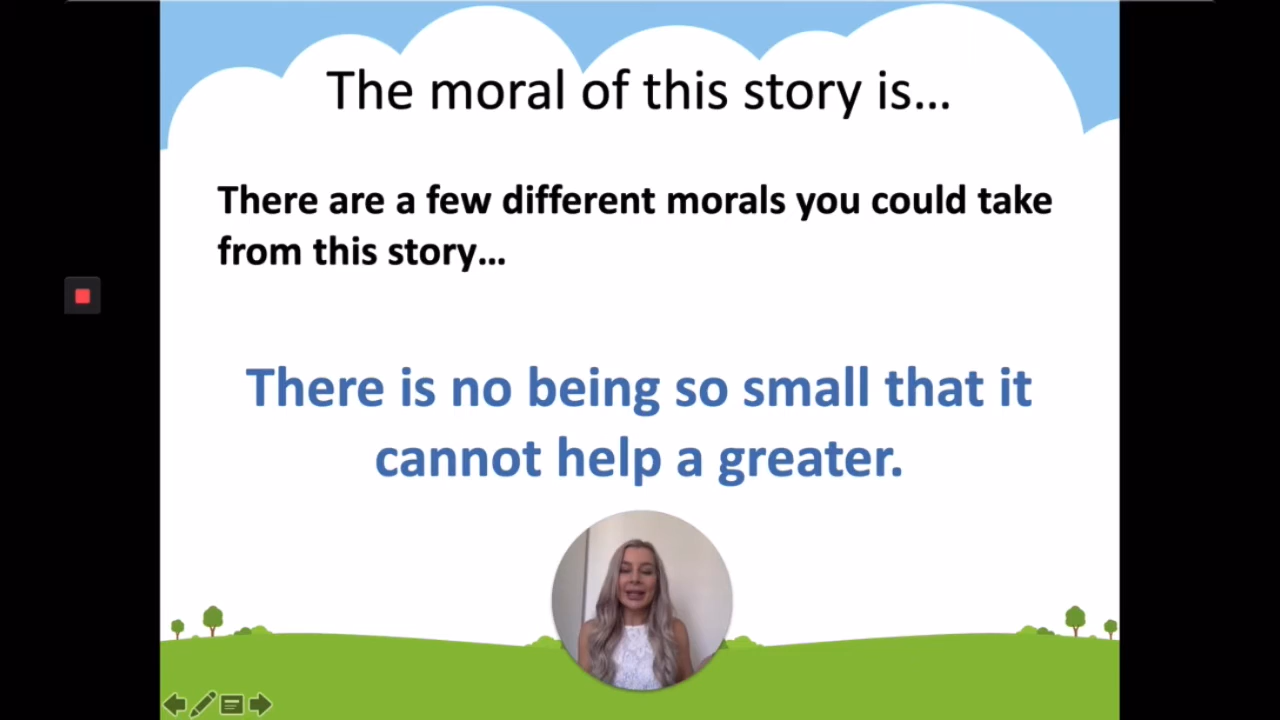 The moral of this story is...
There are a few different morals you could take
from this story...
There is no being so small that it
cannot help a greater.